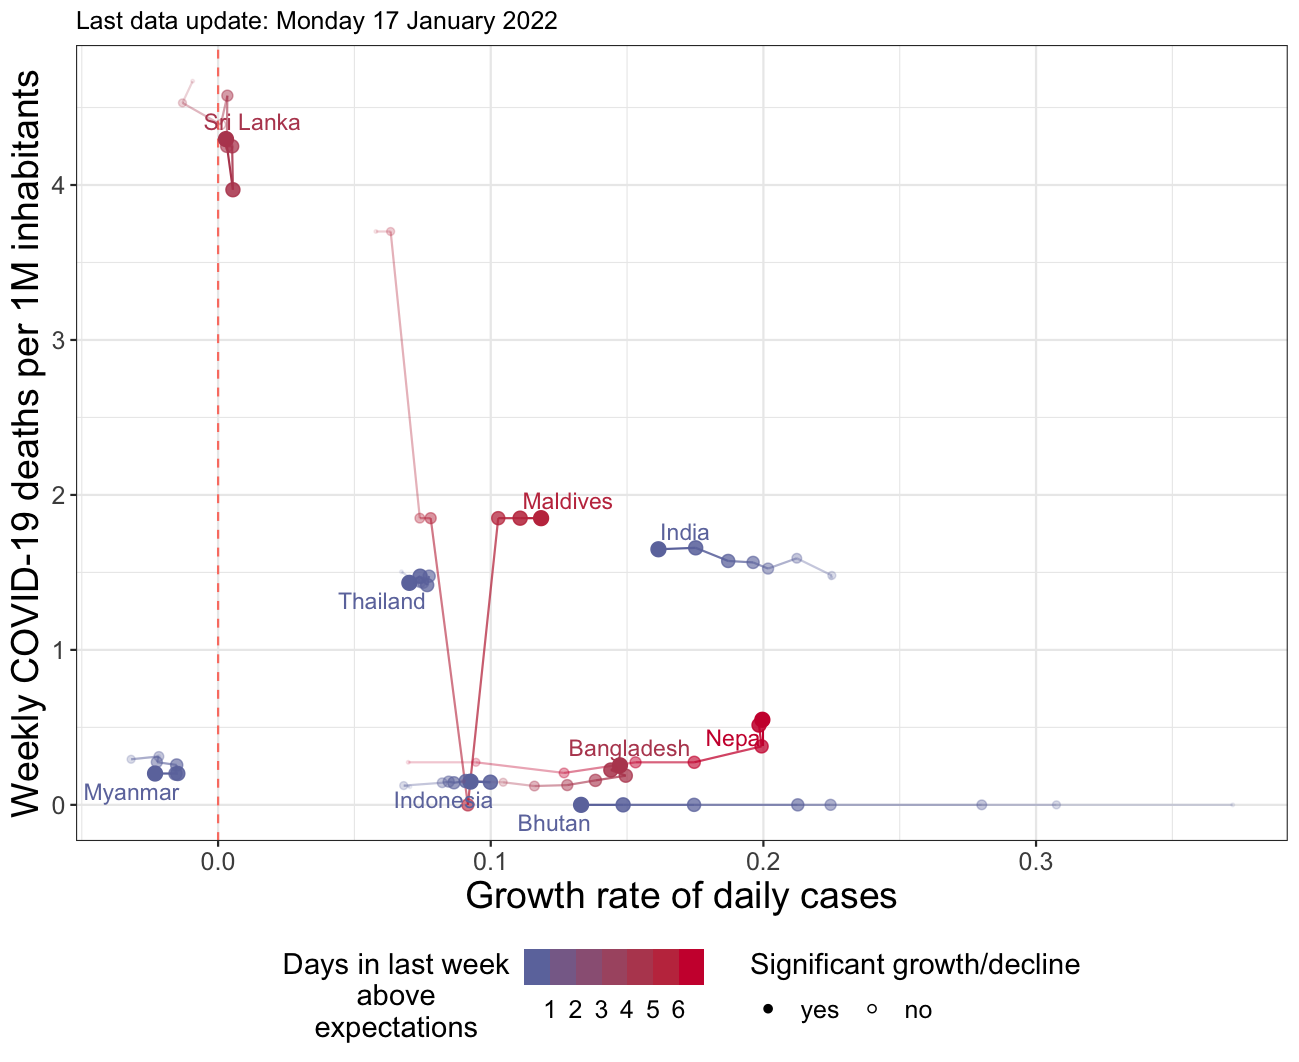 Last data update: Monday 17 January 2022
Weekly COVID-19 deaths per 1M inhabitants
4
3
2
1
0
Sri Lanka
Maldives
India
Thailand
Nepal
Bangladesh
Myanmar
Indonesia
Bhutan
0.0 0.1 0.2 0.3
Growth rate of daily cases
Days in last week
above
expectations
1 2 3 4 5 6
Significant growth/decline
yes no